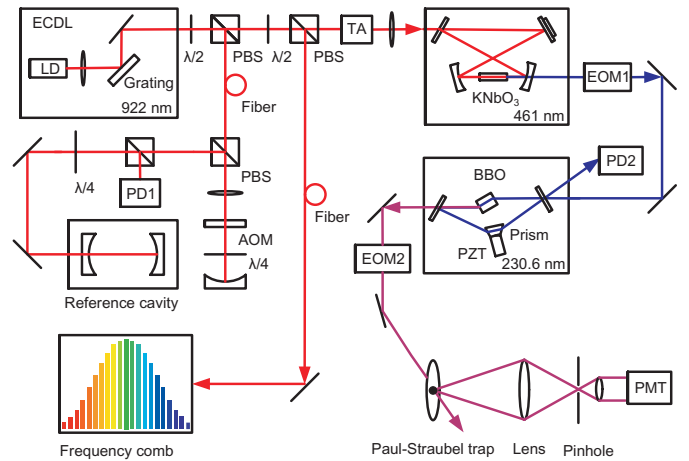 ECDL
LD
Grating
922 nm
λ/2
PBS
λ/2
PBS
TA
KNbO₃
461 nm
EOM1
Fiber
λ/4
PD1
PBS
AOM
λ/4
Reference cavity
Fiber
BBO
PD2
Prism
PZT
230.6 nm
EOM2
Frequency comb
PMT
Paul-Straubel trap
Lens
Pinhole